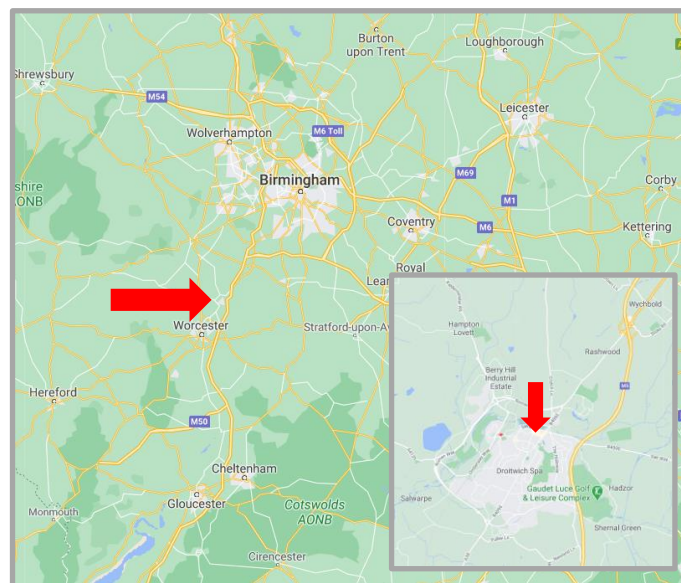 Burton
upon Trent
Loughborough
Shrewsbury
M54
Leicester
Wolverhampton
M6 Toll
Birmingham
M69
M1
shire
AONB
Corby
Coventry
M6
Kettering
Royal
Lear
Worcester
Stratford-upon-Av
Hereford
M50
Cheltenham
Gloucester
Monmouth
Cotswolds
AONB
Cirencester
Wychbold
Hampton
Lovett
Rashwood
Berry Hill
Industrial
Estate
Droitwich Spa
Gaudet Luce Golf
& Leisure Complex
Hadzor
Salwarpe
Shernal Green